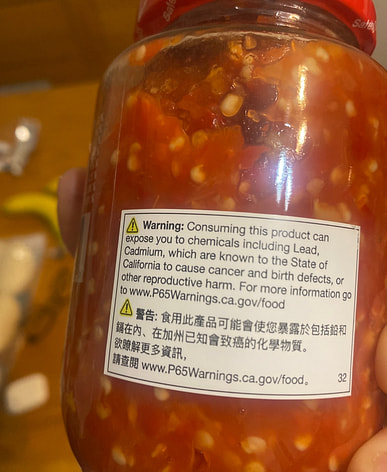 Warning: Consuming this product can
expose you to chemicals including Lead,
Cadmium, which are known to the State of
California to cause cancer and birth defects, or
other reproductive harm. For more information go
to www.P65Warnings.ca.gov/food
警告: 食用此產品可能會使您暴露於包括鉛和
鎘在內、在加州已知會致癌的化學物質。
欲瞭解更多資訊,
請查閱 www.P65Warnings.ca.gov/food。 32